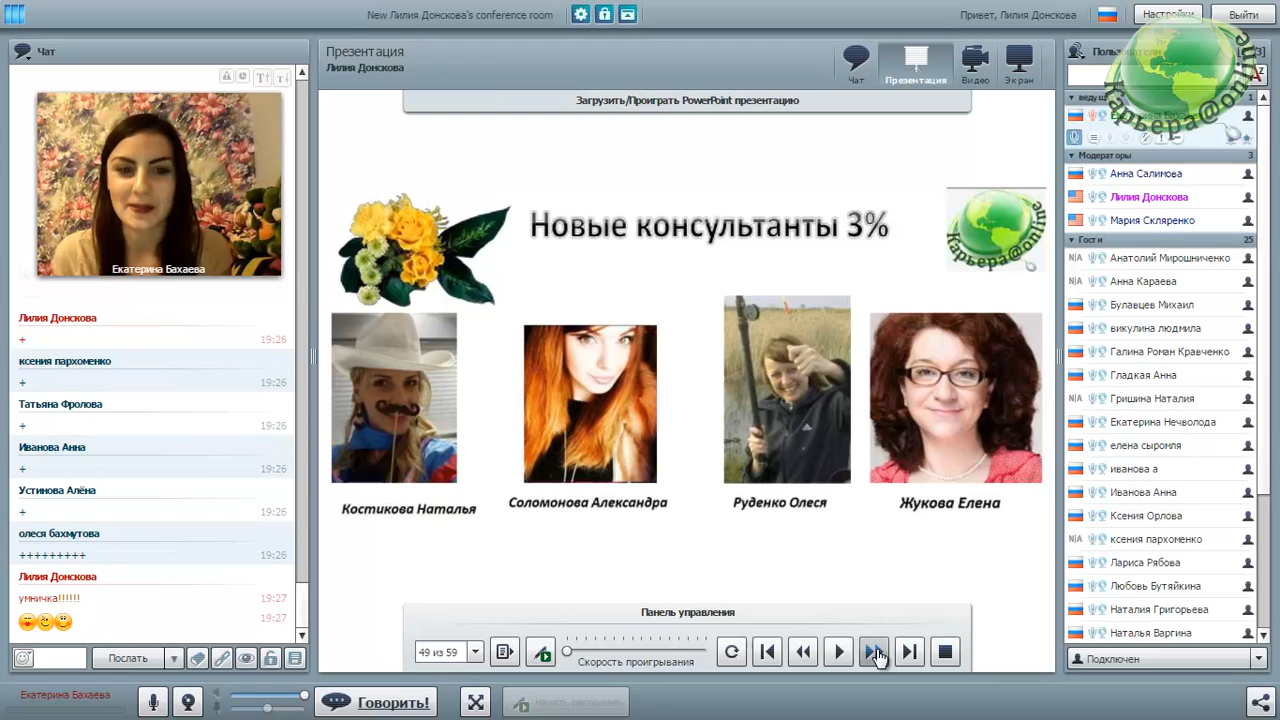 New Лилия Донскова's conference room
Привет, Лилия Донскова
Настройки
Выйти
Чат
Екатерина Бахаева
Лилия Донскова
+
19:26
ксения пархоменко
+
19:26
Татьяна Фролова
+
19:26
Иванова Анна
+
19:26
Устинова Алёна
+
19:26
олеся бахмутова
+++++++++
19:26
Лилия Донскова
умничка!!!!!!
19:27
19:27
Послать
Презентация
Лилия Донскова
Чат
Презентация
Видео
Экран
Загрузить/Проиграть PowerPoint презентацию
Новые консультанты 3%
Карьера@online
Костикова Наталья
Соломонова Александра
Руденко Олеся
Жукова Елена
Панель управления
49 из 59
Скорость проигрывания
Карьера@online
1
Модераторы
3
Анна Салимова
Лилия Донскова
Мария Скляренко
Гости
25
N/A Анатолий Мирошниченко
N/A Анна Караева
Булавцев Михаил
викулина людмила
Галина Роман Кравченко
Гладкая Анна
N/A Гришина Наталия
Екатерина Нечволода
елена сыромля
иванова а
Иванова Анна
Ксения Орлова
N/A ксения пархоменко
Лариса Рябова
Любовь Бутяйкина
Наталия Григорьева
Наталья Варгина
Подключен
Екатерина Бахаева
Говорить!